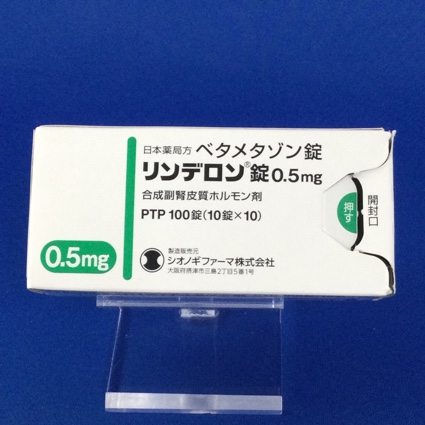 日本薬局方 ベタメタゾン錠
リンデロン®錠0.5mg
合成副腎皮質ホルモン剤
PTP 100錠(10錠×10)
製造販売元
シオノギファーマ株式会社
大阪府摂津市三島2丁目5番1号
0.5mg
開封口
押す